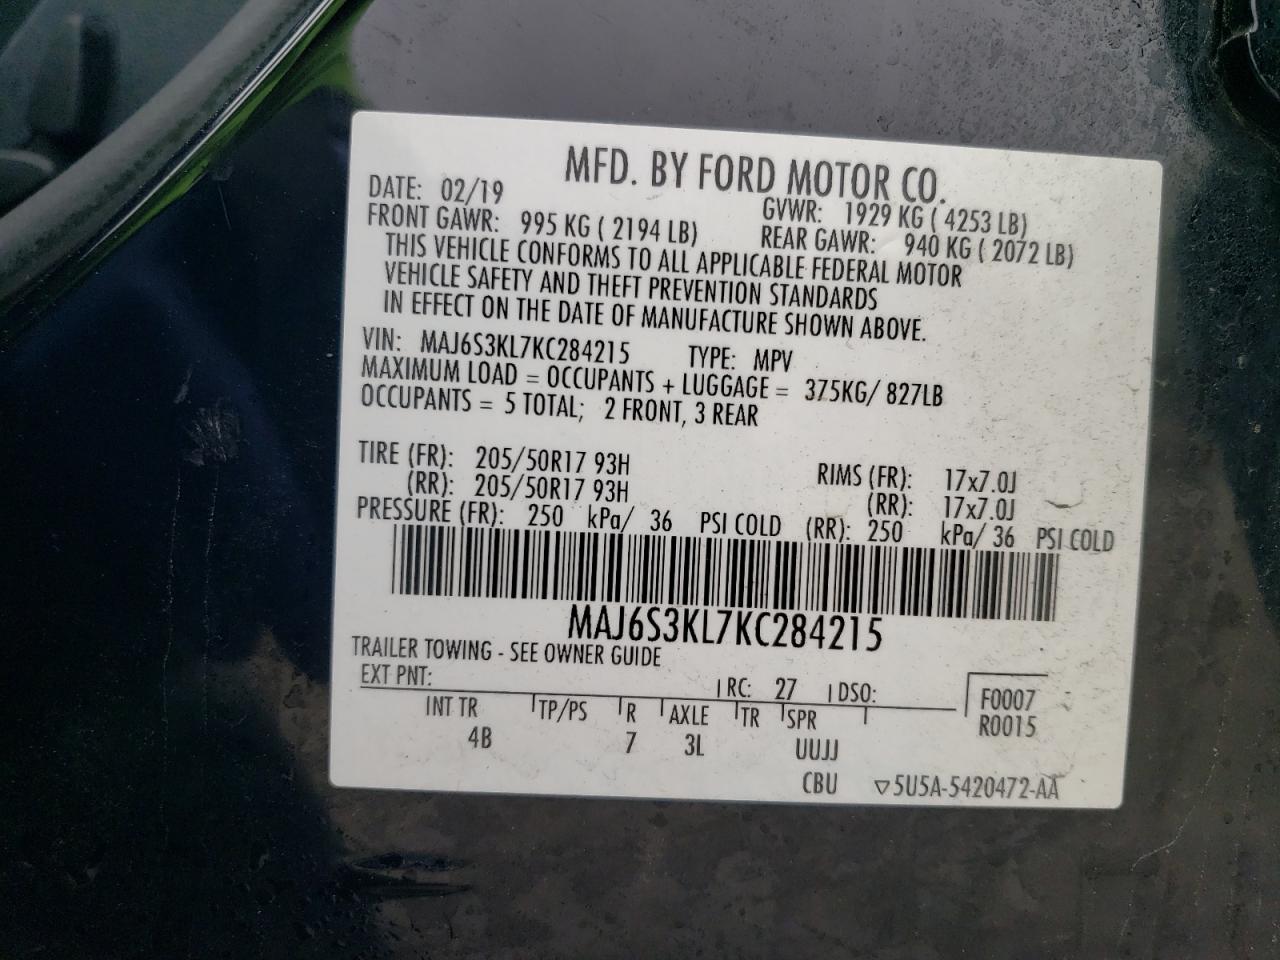 MFD. BY FORD MOTOR CO.
DATE: 02/19 GVWR: 1929 KG ( 4253 LB)
FRONT GAWR: 995 KG ( 2194 LB) REAR GAWR: 940 KG ( 2072 LB)
THIS VEHICLE CONFORMS TO ALL APPLICABLE FEDERAL MOTOR
VEHICLE SAFETY AND THEFT PREVENTION STANDARDS
IN EFFECT ON THE DATE OF MANUFACTURE SHOWN ABOVE.
VIN: MAJ6S3KL7KC284215 TYPE: MPV
MAXIMUM LOAD = OCCUPANTS + LUGGAGE = 375KG/ 827LB
OCCUPANTS = 5 TOTAL; 2 FRONT, 3 REAR
TIRE (FR): 205/50R17 93H RIMS (FR): 17x7.0J
(RR): 205/50R17 93H (RR): 17x7.0J
PRESSURE (FR): 250 kPa/ 36 PSI COLD (RR): 250 kPa/ 36 PSI COLD
MAJ6S3KL7KC284215
TRAILER TOWING - SEE OWNER GUIDE
EXT PNT: RC: 27 DSO: F0007
INT TR TP/PS R AXLE TR SPR R0015
4B 7 3L UUJJ
CBU ▽5U5A-5420472-AA